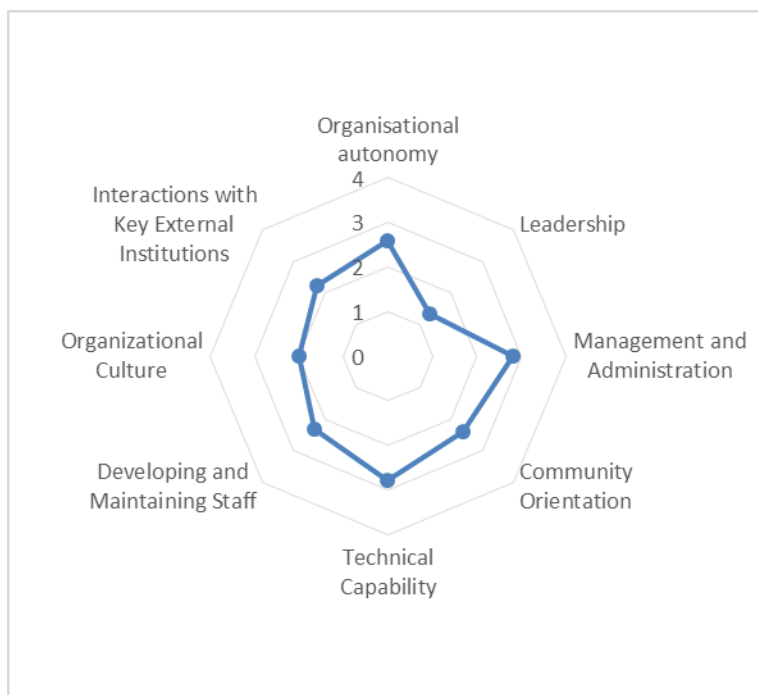 Organisational
autonomy
4
Interactions with
Key External
Institutions
Leadership
3
2
1
Organizational
Culture
0
Management and
Administration
Developing and
Maintaining Staff
Community
Orientation
Technical
Capability